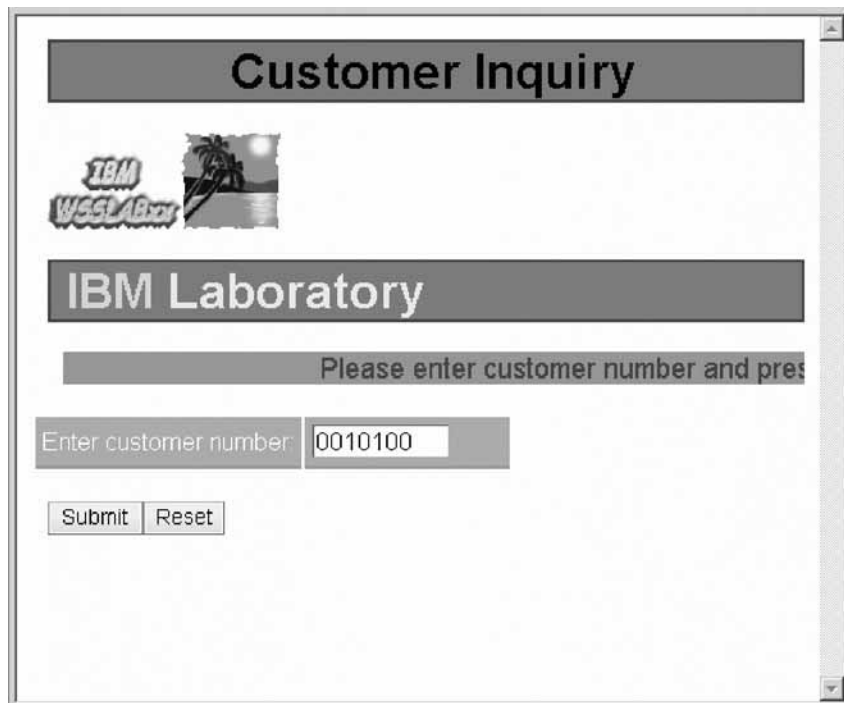 Customer Inquiry
IBM
WSSLABxx
IBM Laboratory
Please enter customer number and pres
Enter customer number: 0010100
Submit Reset